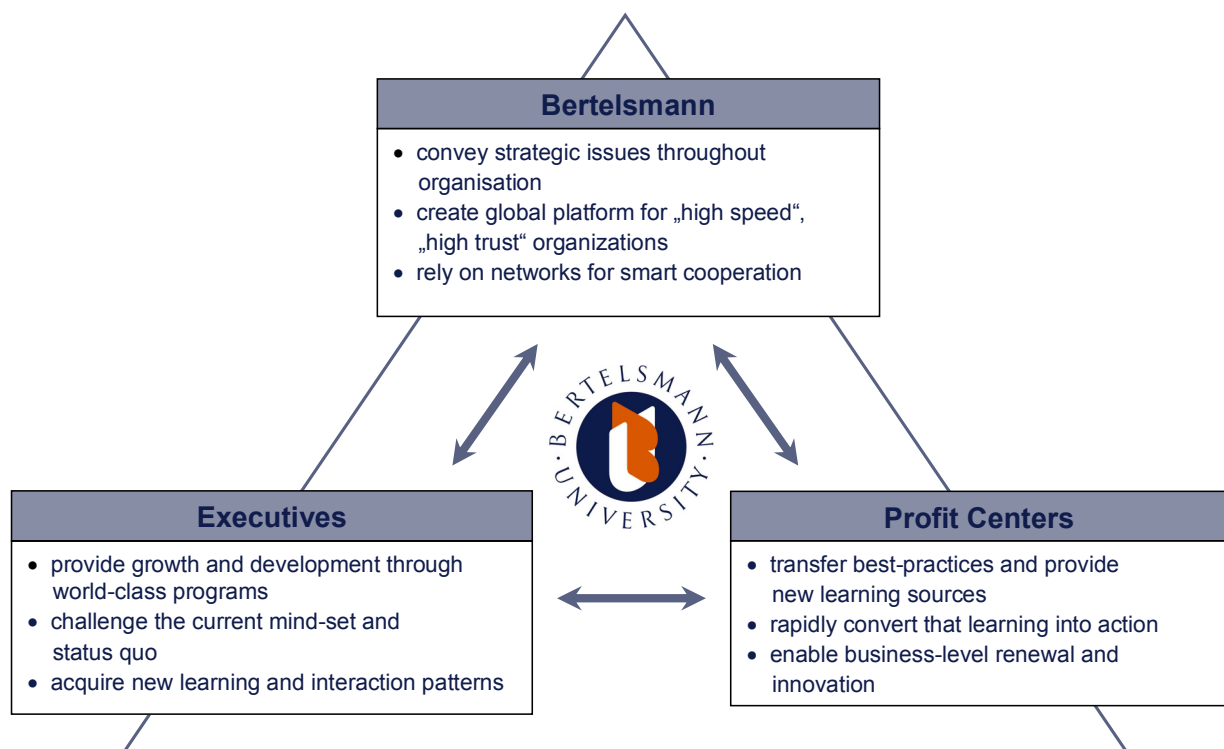 Bertelsmann
• convey strategic issues throughout
organisation
• create global platform for „high speed“,
„high trust“ organizations
• rely on networks for smart cooperation
· BERTELSMANN ·
UNIVERSITY
Executives
• provide growth and development through
world-class programs
• challenge the current mind-set and
status quo
• acquire new learning and interaction patterns
Profit Centers
• transfer best-practices and provide
new learning sources
• rapidly convert that learning into action
• enable business-level renewal and
innovation